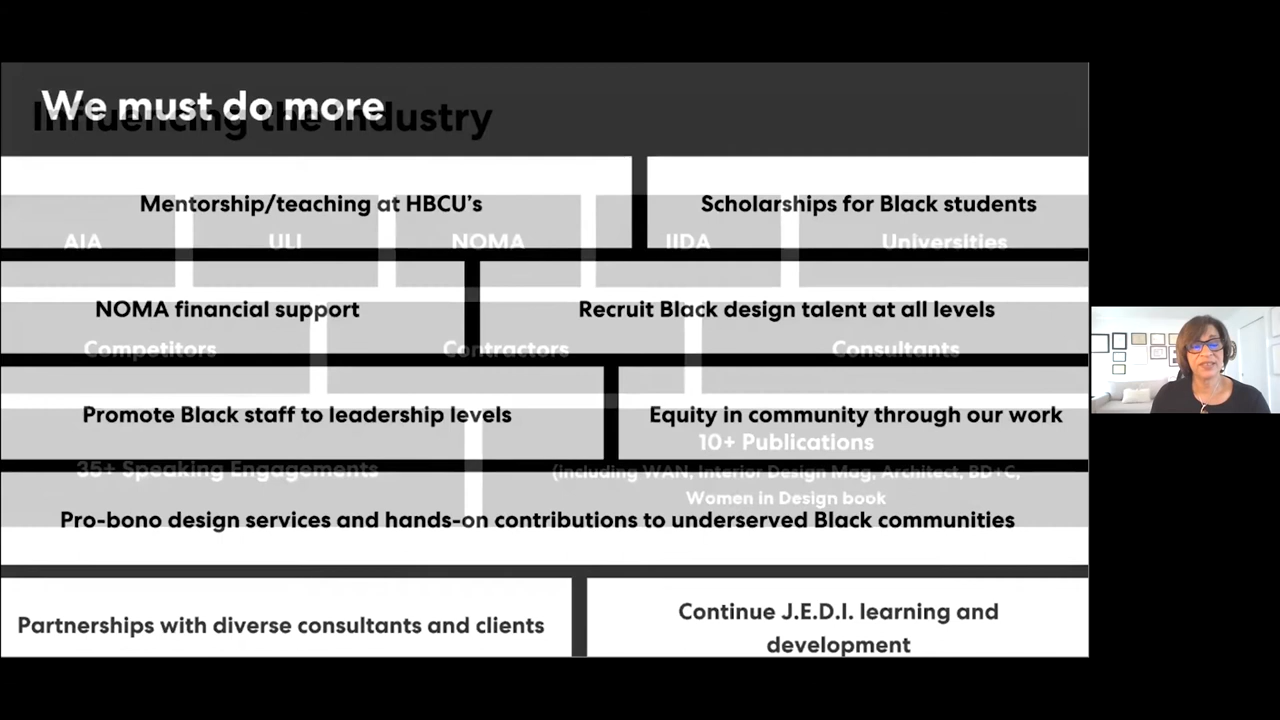 We must do more
Influencing the Industry
Mentorship/teaching at HBCU's
Scholarships for Black students
AIA
ULI
NOMA
IIDA
Universities
NOMA financial support
Recruit Black design talent at all levels
Competitors
Contractors
Consultants
Promote Black staff to leadership levels
Equity in community through our work
10+ Publications
35+ Speaking Engagements
(including WAN, Interior Design Mag, Architect, BD+C,
Women in Design book
Pro-bono design services and hands-on contributions to underserved Black communities
Partnerships with diverse consultants and clients
Continue J.E.D.I. learning and
development